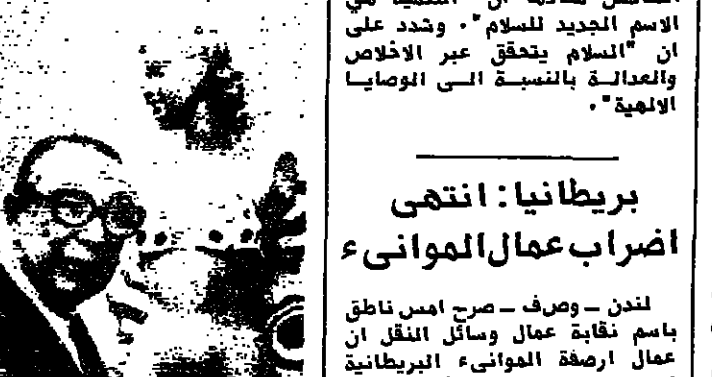 الاسم الجديد للسلام". وشدد على
ان "السلام يتحقق عبر الاخلاص
والعدالة بالنسبة الى الوصايا
الالهية".
بريطانيا: انتهى
اضراب عمال الموانىء
لندن - وصف - صرح امس ناطق
باسم نقابة عمال وسائل النقل ان
عمال ارصفة الموانىء البريطانية